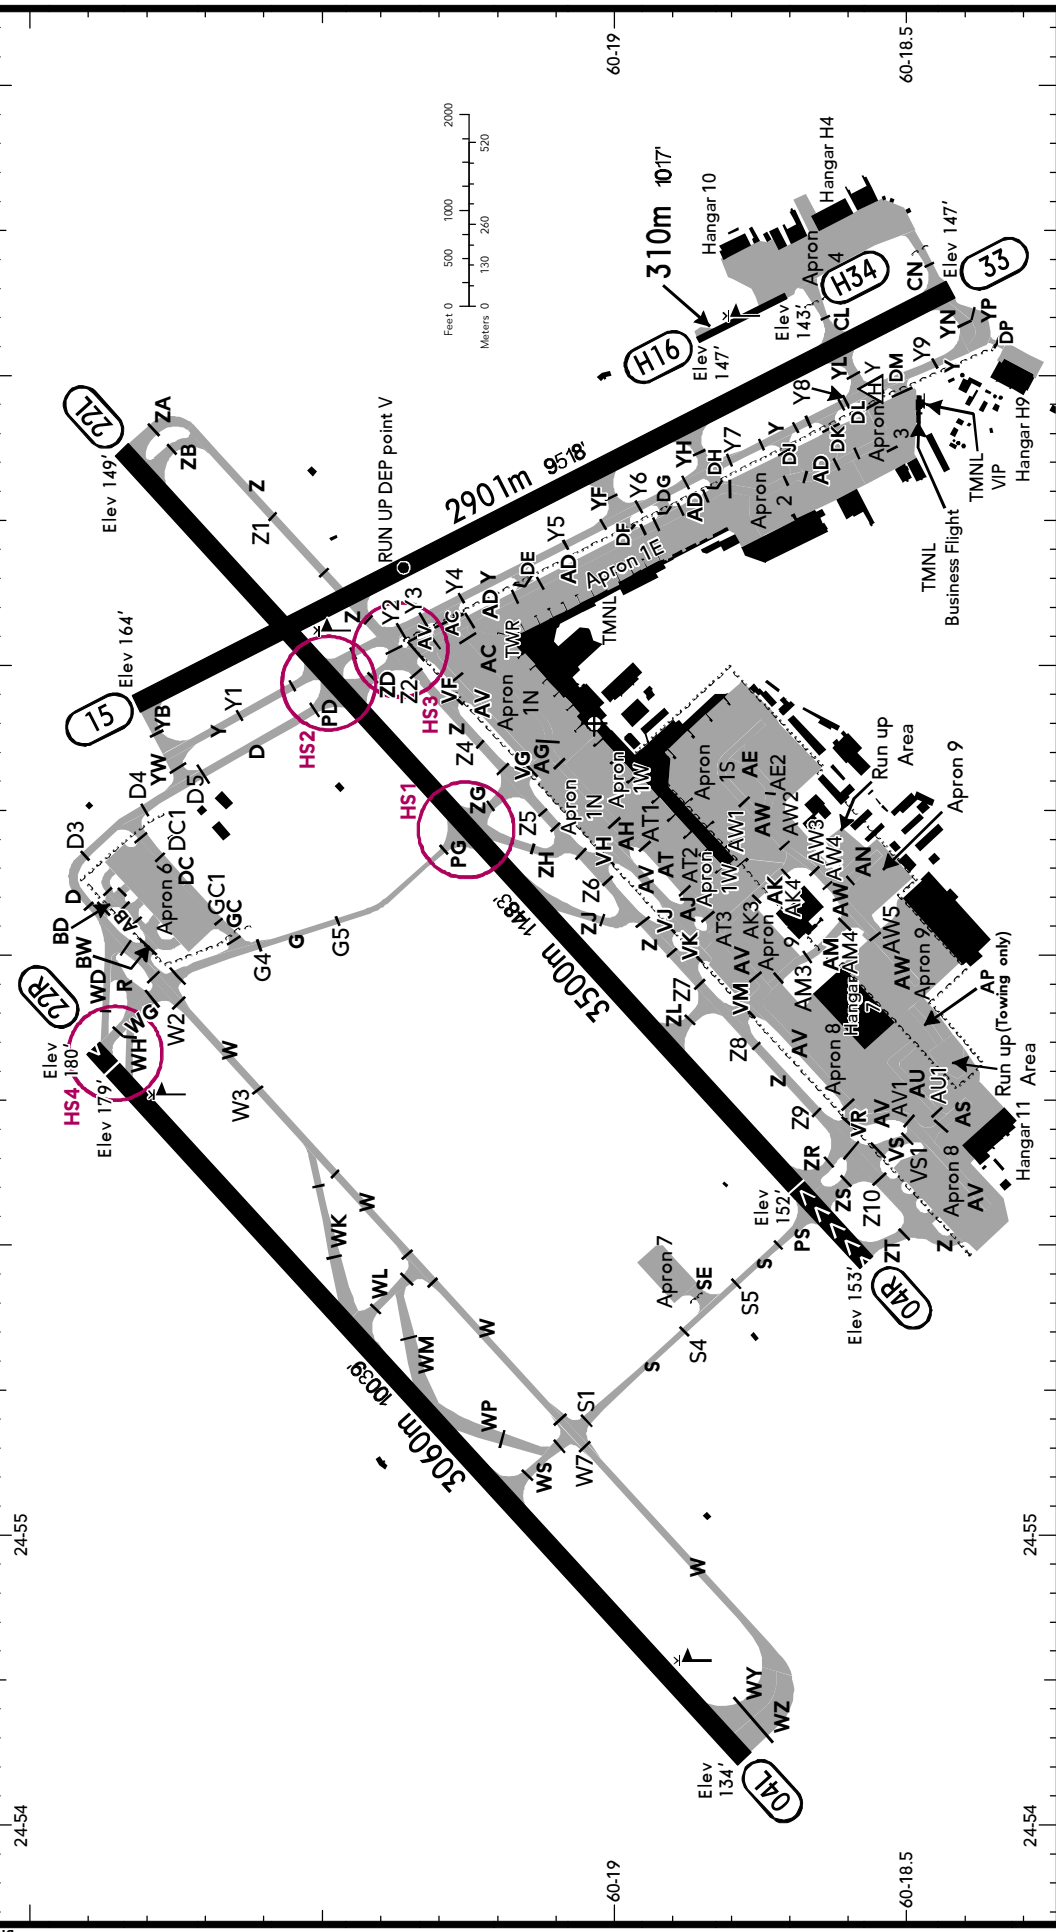 60-19
60-18.5
Feet 0 500 1000 2000
Meters 0 130 260 520
Hangar H4
Hangar 10
310m 1017'
Apron
4
H34
CN
Elev 147'
33
CL
Elev
143'
H16
Elev
147'
YL
YN
YP
DP
Y9
Y
DM
Y
H
Y8
DL
DK
Apron
3
Hangar H9
TMNL
VIP
TMNL
Business Flight
22L
Elev 149'
ZA
ZB
Z
Z1
RUN UP DEP point V
2901m 9518'
YH
Y7
Y
DJ
AD
DH
DG
AD
Apron
2
YF
Y6
DF
Y5
AD
DE
Apron 1E
TMNL
15
Elev 164'
YB
YW
Y
Y1
D
D4
D5
D3
D
Z
Y2
Y3
Y4
AV
AC
Y
AD
TWR
AC
HS2
PD
ZD
Z2
HS3
VF
AV
Apron
1N
Z
Z4
VG
AG
HS1
ZG
PG
Z5
ZH
Apron
1N
Apron
1W
VH
AH
AT1
Apron
1S
AE
AE2
AW
AW2
AW1
AW3
AW4
Run up
Area
Apron 9
AN
Apron 6
DC1
DC
GC1
GC
AB
BD
BW
R
WD
WG
WH
W2
22R
Elev
180'
HS4
Elev 179'
G
G4
G5
W
W3
11483'
3500m
Z6
ZJ
Z
VJ
VK
AV
AT
AT2
AJ
Apron
1W
AT3
AK3
AK
AK4
Apron
9
AW
AW5
AM
AM4
AM3
Hangar
7
AW
Apron 9
AP
(Towing only)
Run up
Area
ZL
Z7
VM
AV
Z8
Z
AV
Apron 8
Z9
VR
AV
AV1
AU
AU1
AS
Hangar 11
VS
VS1
Apron 8
AV
ZR
ZS
Z10
ZT
Z
Elev
152'
Elev 153'
04R
PS
S
S5
Apron 7
SE
S4
S
S1
W
WK
WL
W
WM
WP
WS
W7
W
10039'
3060m
WY
WZ
Elev
134'
04L
24-55
24-55
24-54
24-54
60-19
60-18.5